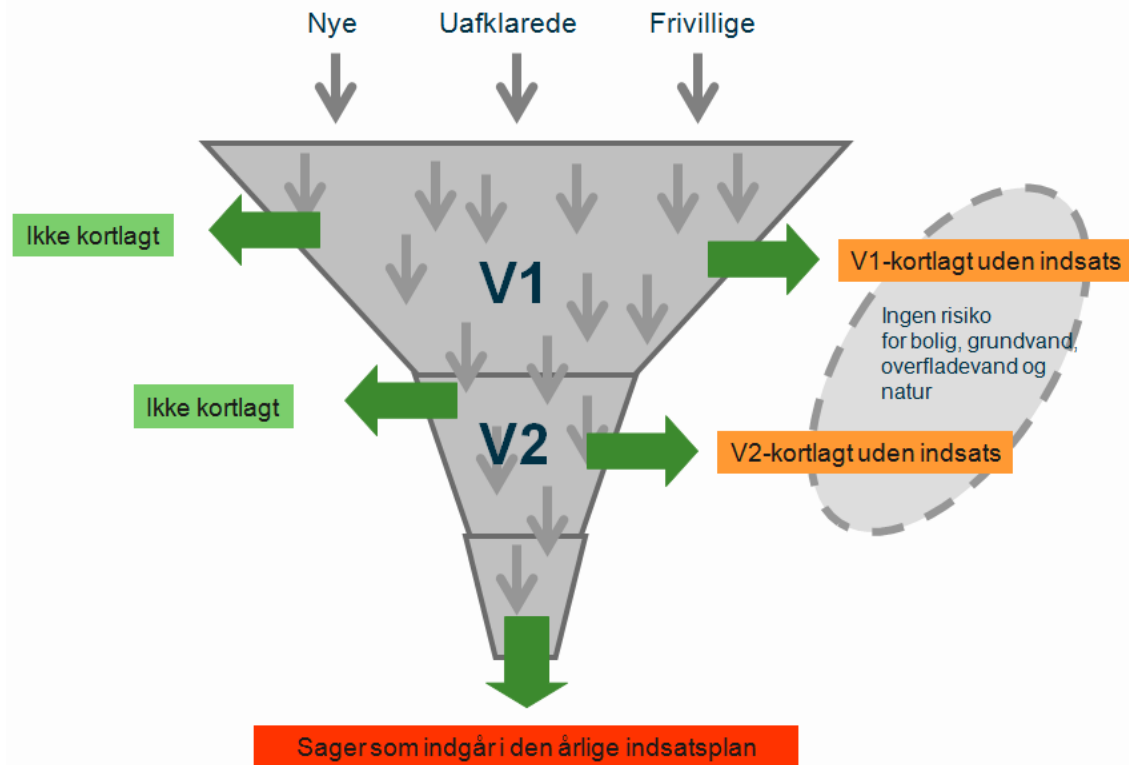 Nye Uafklarede Frivillige
Ikke kortlagt
V1
V1-kortlagt uden indsats
Ingen risiko
for bolig, grundvand,
overfladevand og
natur
Ikke kortlagt
V2
V2-kortlagt uden indsats
Sager som indgår i den årlige indsatsplan